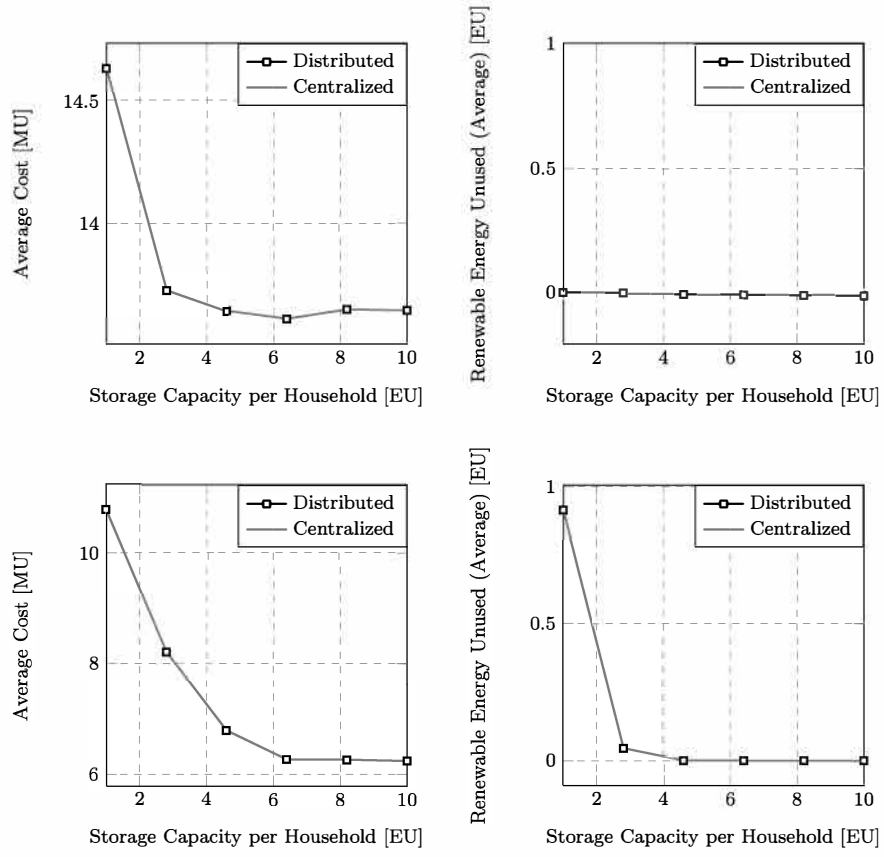 Average Cost [MU]
14.5
14
2 4 6 8 10
Storage Capacity per Household [EU]
Distributed
Centralized
Renewable Energy Unused (Average) [EU]
1
0.5
0
2 4 6 8 10
Storage Capacity per Household [EU]
Distributed
Centralized
Average Cost [MU]
10
8
6
2 4 6 8 10
Storage Capacity per Household [EU]
Distributed
Centralized
Renewable Energy Unused (Average) [EU]
1
0.5
0
2 4 6 8 10
Storage Capacity per Household [EU]
Distributed
Centralized